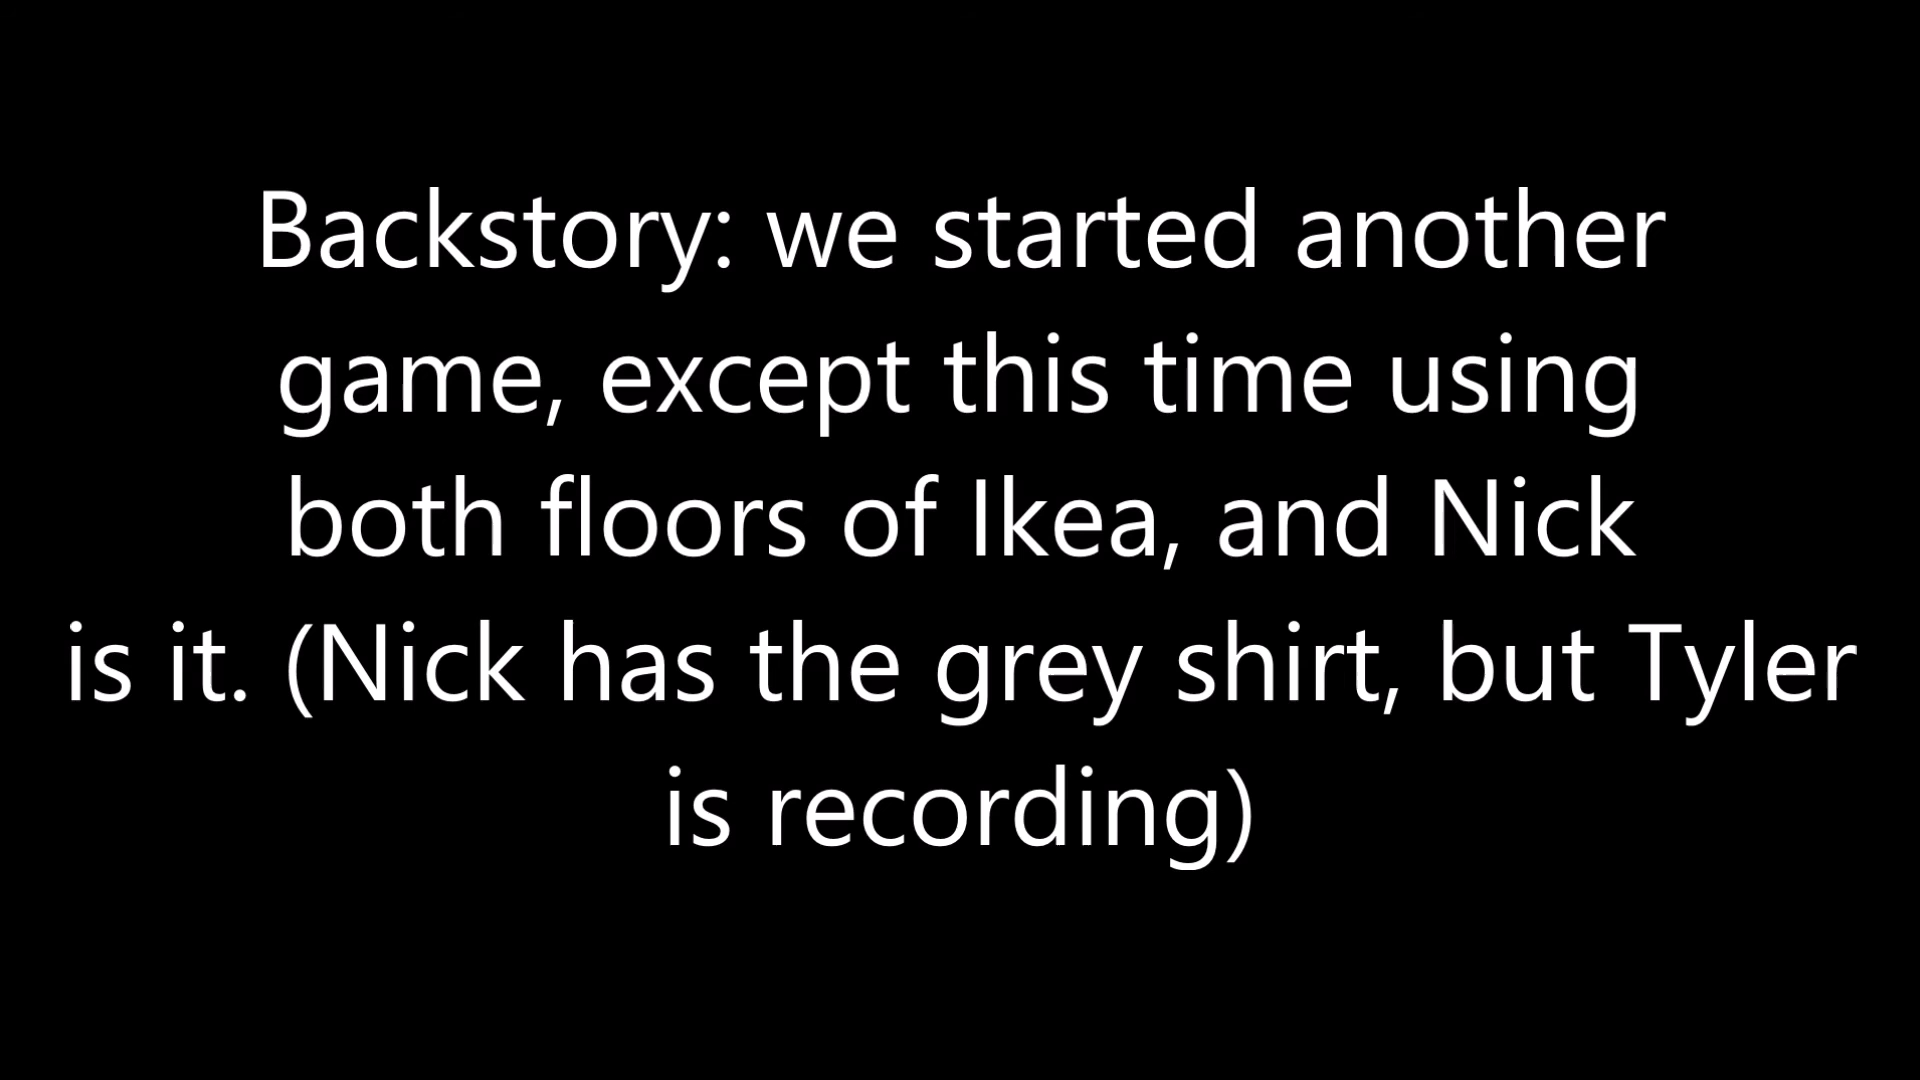 Backstory: we started another
game, except this time using
both floors of Ikea, and Nick
is it. (Nick has the grey shirt, but Tyler
is recording)